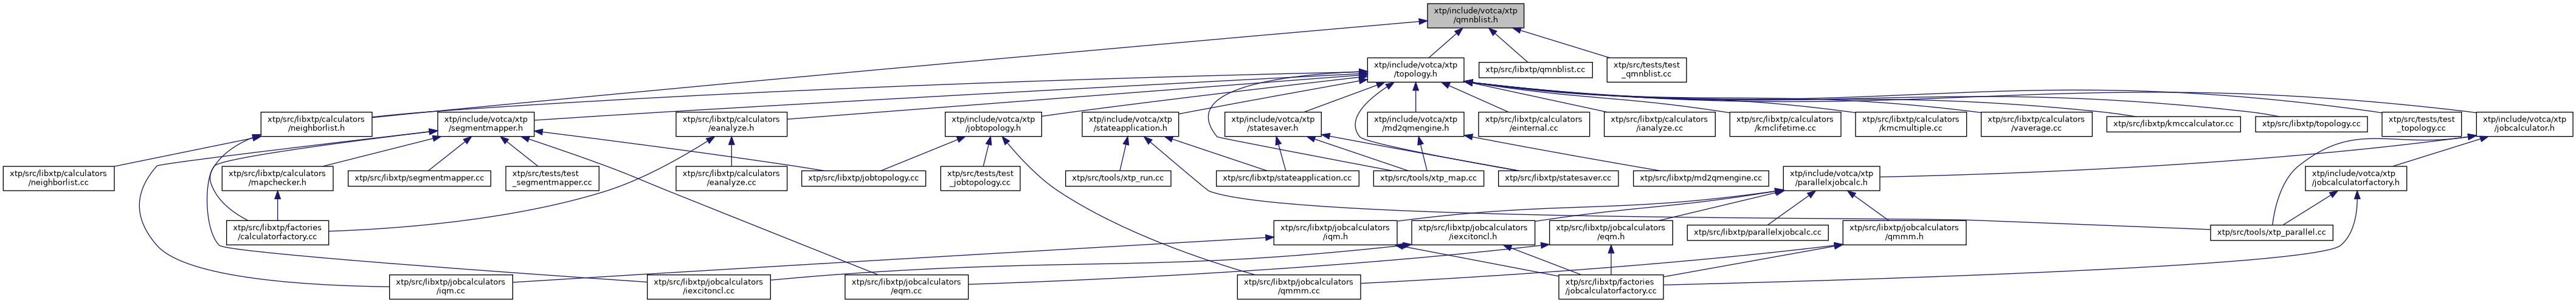 xtp/include/votca/xtp
/qmnblist.h
xtp/include/votca/xtp
/topology.h
xtp/src/libxtp/qmnblist.cc
xtp/src/tests/test
_qmnblist.cc
xtp/src/libxtp/calculators
/neighborlist.h
xtp/include/votca/xtp
/segmentmapper.h
xtp/src/libxtp/calculators
/eanalyze.h
xtp/include/votca/xtp
/jobtopology.h
xtp/include/votca/xtp
/stateapplication.h
xtp/include/votca/xtp
/statesaver.h
xtp/include/votca/xtp
/md2qmengine.h
xtp/src/libxtp/calculators
/einternal.cc
xtp/src/libxtp/calculators
/ianalyze.cc
xtp/src/libxtp/calculators
/kmclifetime.cc
xtp/src/libxtp/calculators
/kmcmultiple.cc
xtp/src/libxtp/calculators
/vaverage.cc
xtp/src/libxtp/kmccalculator.cc
xtp/src/libxtp/topology.cc
xtp/src/tests/test
_topology.cc
xtp/include/votca/xtp
/jobcalculator.h
xtp/src/libxtp/calculators
/neighborlist.cc
xtp/src/libxtp/calculators
/mapchecker.h
xtp/src/libxtp/segmentmapper.cc
xtp/src/tests/test
_segmentmapper.cc
xtp/src/libxtp/calculators
/eanalyze.cc
xtp/src/libxtp/jobtopology.cc
xtp/src/tests/test
_jobtopology.cc
xtp/src/tools/xtp_run.cc
xtp/src/libxtp/stateapplication.cc
xtp/src/tools/xtp_map.cc
xtp/src/libxtp/statesaver.cc
xtp/src/libxtp/md2qmengine.cc
xtp/include/votca/xtp
/parallelxjobcalc.h
xtp/include/votca/xtp
/jobcalculatorfactory.h
xtp/src/libxtp/factories
/calculatorfactory.cc
xtp/src/libxtp/jobcalculators
/iqm.h
xtp/src/libxtp/jobcalculators
/iexcitoncl.h
xtp/src/libxtp/jobcalculators
/eqm.h
xtp/src/libxtp/parallelxjobcalc.cc
xtp/src/libxtp/jobcalculators
/qmmm.h
xtp/src/tools/xtp_parallel.cc
xtp/src/libxtp/jobcalculators
/iqm.cc
xtp/src/libxtp/jobcalculators
/iexcitoncl.cc
xtp/src/libxtp/jobcalculators
/eqm.cc
xtp/src/libxtp/jobcalculators
/qmmm.cc
xtp/src/libxtp/factories
/jobcalculatorfactory.cc